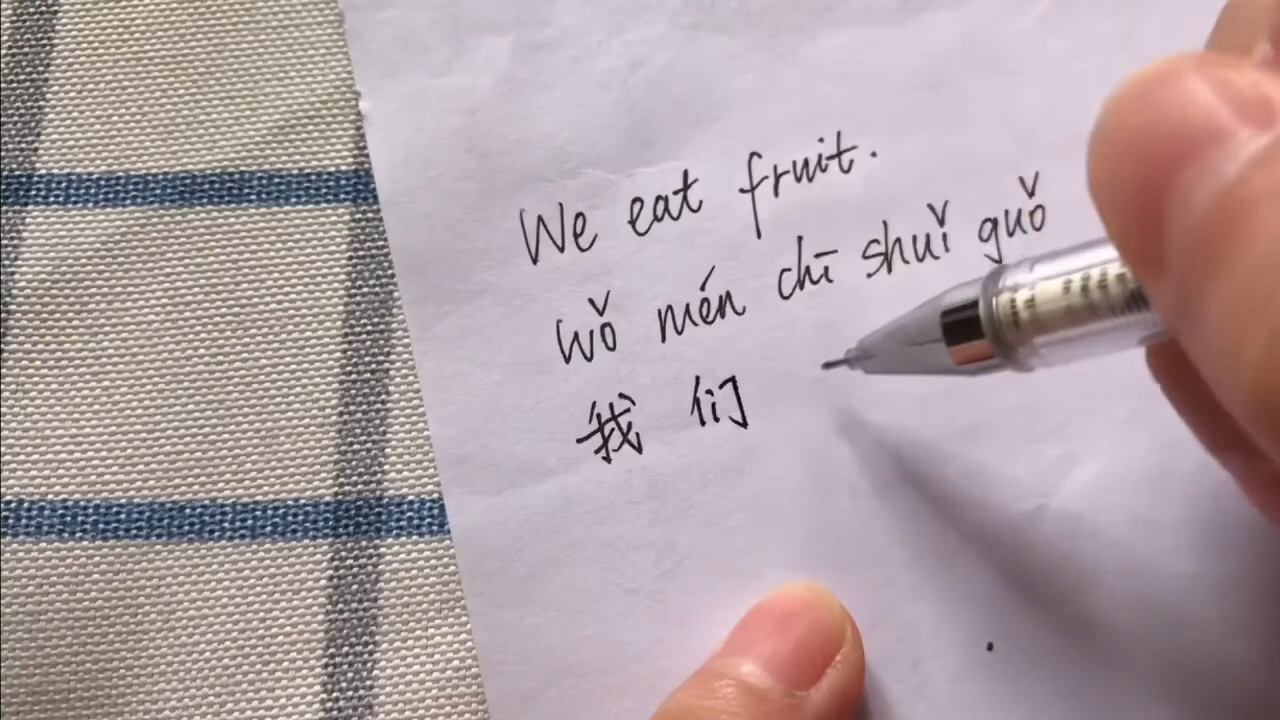 We eat fruit.
wǒ mén chī shuǐ guǒ
我 们